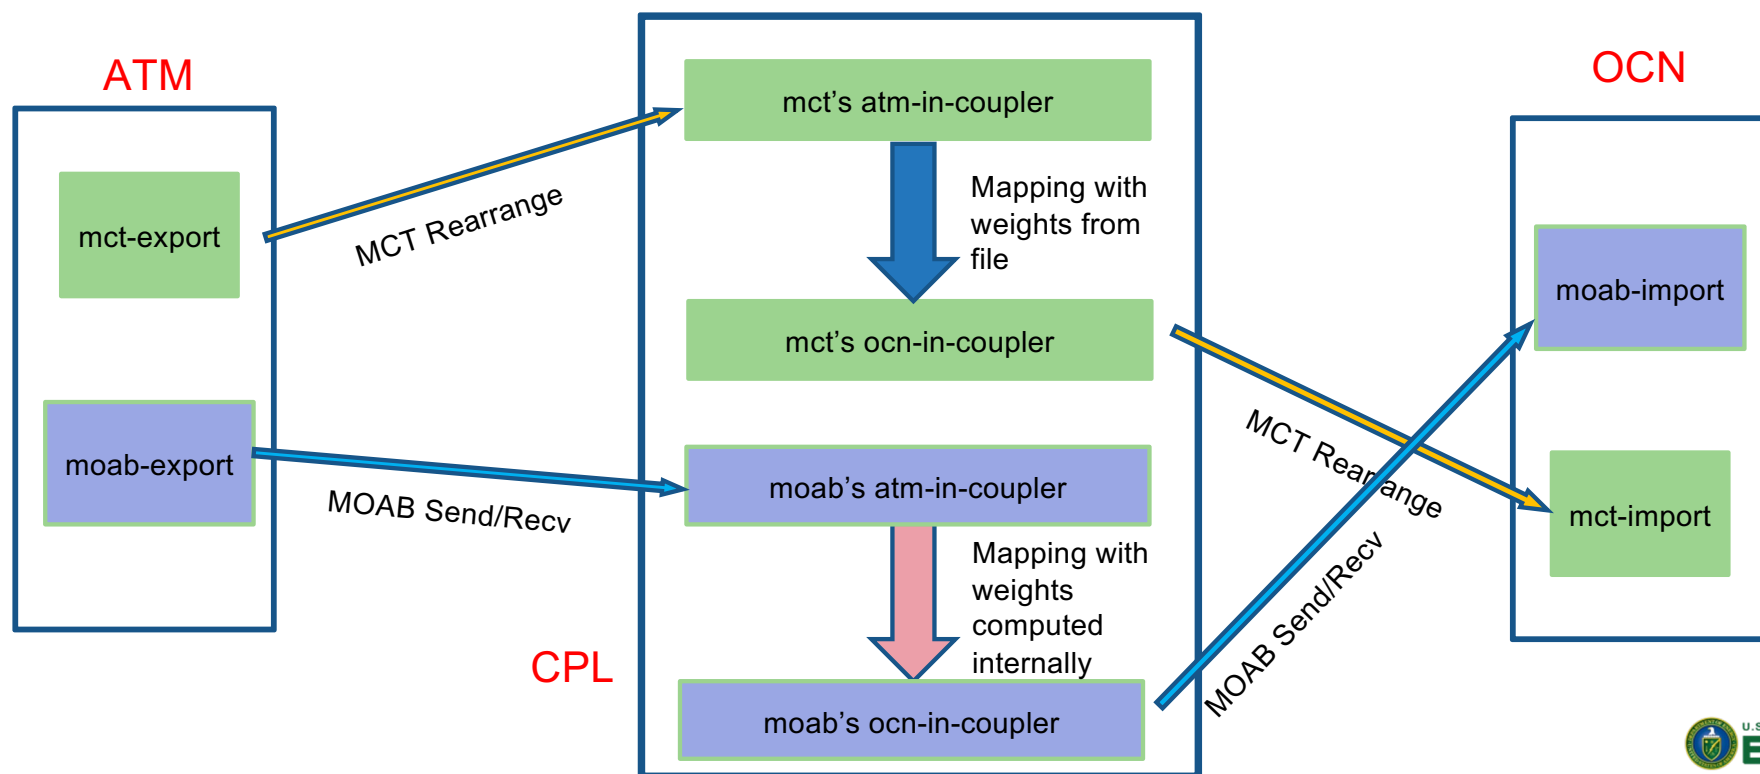 ATM
mct-export
moab-export
MCT Rearrange
MOAB Send/Recv
CPL
mct's atm-in-coupler
Mapping with
weights from
file
mct's ocn-in-coupler
moab's atm-in-coupler
Mapping with
weights
computed
internally
moab's ocn-in-coupler
MCT Rearrange
MOAB Send/Recv
OCN
moab-import
mct-import